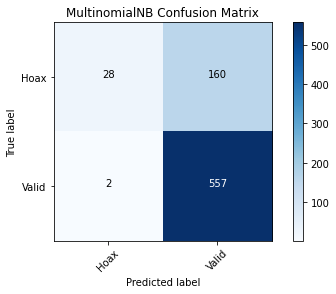 MultinomialNB Confusion Matrix
True label
Hoax
28
160
Valid
2
557
Hoax
Valid
Predicted label
500
400
300
200
100